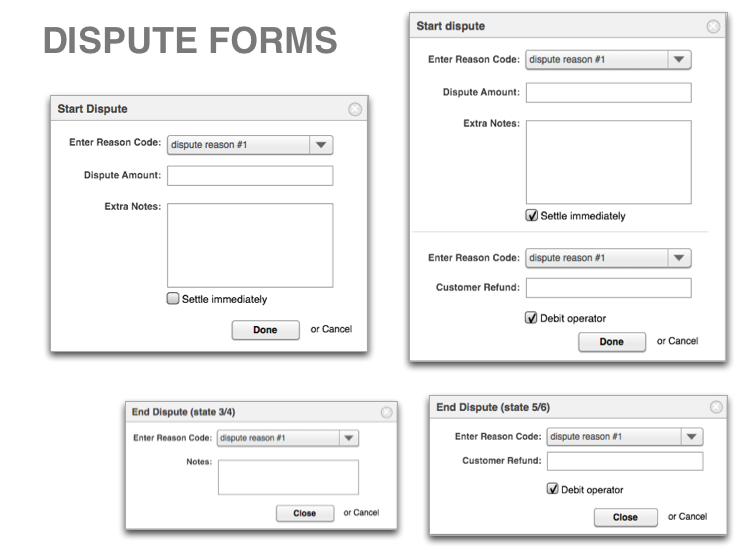 DISPUTE FORMS
Start Dispute
Enter Reason Code: dispute reason #1
Dispute Amount:
Extra Notes:
Settle immediately
Done or Cancel
Start dispute
Enter Reason Code: dispute reason #1
Dispute Amount:
Extra Notes:
Settle immediately
Enter Reason Code: dispute reason #1
Customer Refund:
Debit operator
Done or Cancel
End Dispute (state 3/4)
Enter Reason Code: dispute reason #1
Notes:
Close or Cancel
End Dispute (state 5/6)
Enter Reason Code: dispute reason #1
Customer Refund:
Debit operator
Close or Cancel